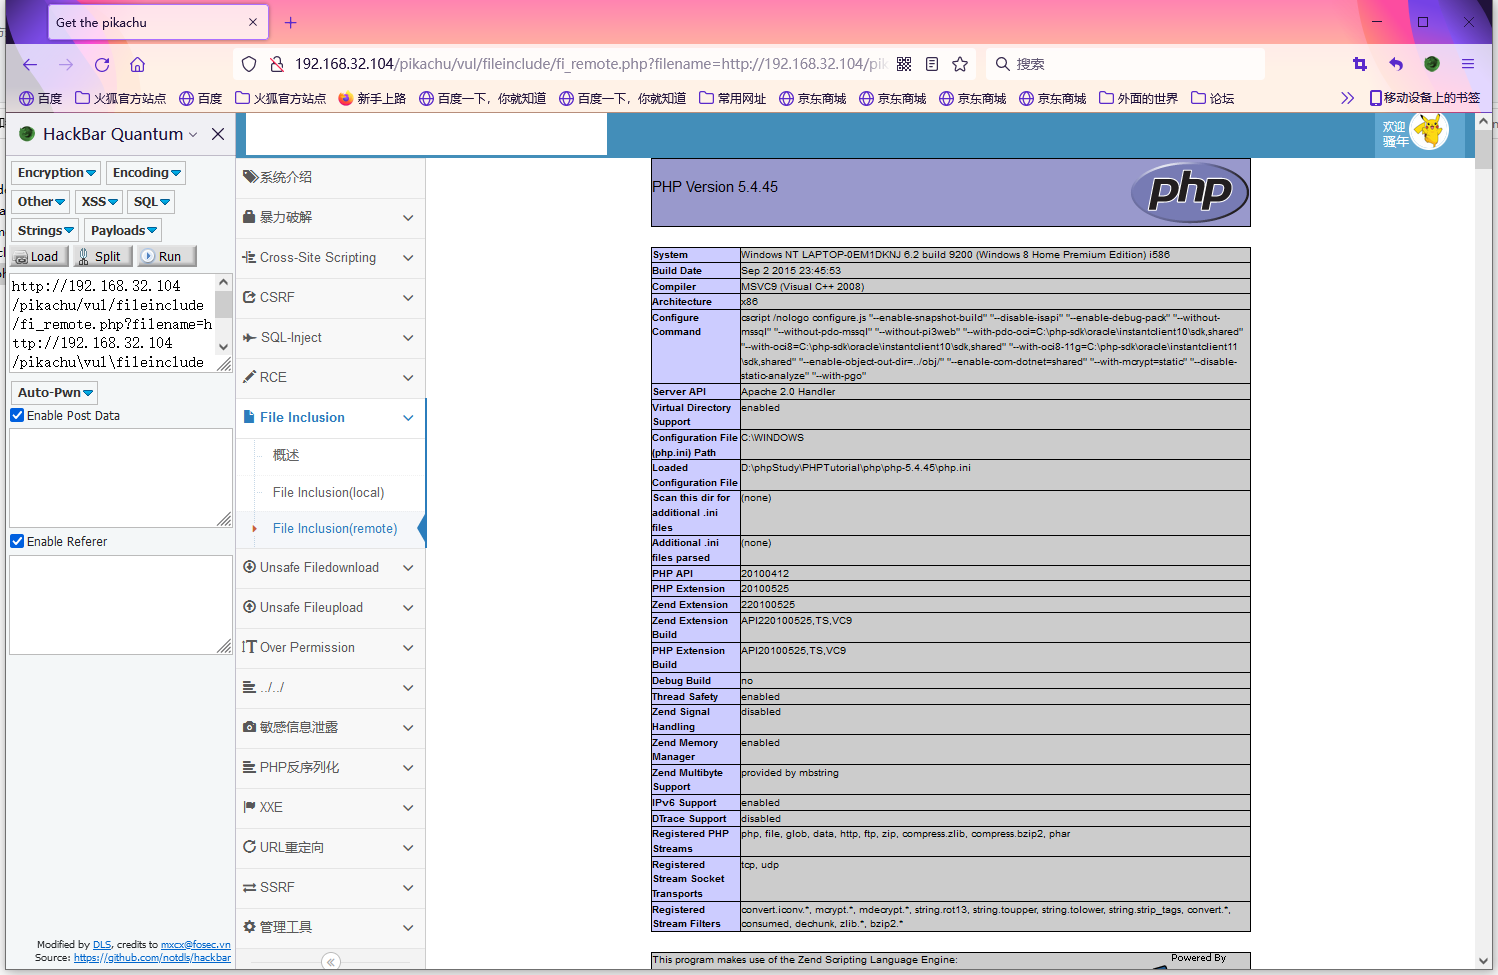 Get the pikachu
192.168.32.104/pikachu/vul/fileinclude/fi_remote.php?filename=http://192.168.32.104/pik
搜索
百度
火狐官方站点
百度
火狐官方站点
新手上路
百度一下，你就知道
百度一下，你就知道
常用网址
京东商城
京东商城
京东商城
京东商城
外面的世界
论坛
移动设备上的书签
HackBar Quantum
Encryption
Encoding
Other
XSS
SQL
Strings
Payloads
Load
Split
Run
http://192.168.32.104
/pikachu/vul/fileinclude
/fi_remote.php?filename=h
ttp://192.168.32.104
/pikachu\vul\fileinclude
Auto-Pwn
Enable Post Data
Enable Referer
Modified by DLS, credits to mxcx@fosec.vn
Source: https://github.com/notdls/hackbar
欢迎
骚年
系统介绍
暴力破解
Cross-Site Scripting
CSRF
SQL-Inject
RCE
File Inclusion
概述
File Inclusion(local)
File Inclusion(remote)
Unsafe Filedownload
Unsafe Fileupload
Over Permission
../../
敏感信息泄露
PHP反序列化
XXE
URL重定向
SSRF
管理工具
PHP Version 5.4.45
php
System
Windows NT LAPTOP-0EM1DKNJ 6.2 build 9200 (Windows 8 Home Premium Edition) i586
Build Date
Sep 2 2015 23:45:53
Compiler
MSVC9 (Visual C++ 2008)
Architecture
x86
Configure
Command
cscript /nologo configure.js "--enable-snapshot-build" "--disable-isapi" "--enable-debug-pack" "--without-
mssql" "--without-pdo-mssql" "--without-pi3web" "--with-pdo-oci=C:\php-sdk\oracle\instantclient10\sdk,shared"
"--with-oci8=C:\php-sdk\oracle\instantclient10\sdk,shared" "--with-oci8-11g=C:\php-sdk\oracle\instantclient11
\sdk,shared" "--enable-object-out-dir=../obj/" "--enable-com-dotnet=shared" "--with-mcrypt=static" "--disable-
static-analyze" "--with-pgo"
Server API
Apache 2.0 Handler
Virtual Directory
Support
enabled
Configuration File
(php.ini) Path
C:\WINDOWS
Loaded
Configuration File
D:\phpStudy\PHPTutorial\php\php-5.4.45\php.ini
Scan this dir for
additional .ini
files
(none)
Additional .ini
files parsed
(none)
PHP API
20100412
PHP Extension
20100525
Zend Extension
220100525
Zend Extension
Build
API220100525,TS,VC9
PHP Extension
Build
API20100525,TS,VC9
Debug Build
no
Thread Safety
enabled
Zend Signal
Handling
disabled
Zend Memory
Manager
enabled
Zend Multibyte
Support
provided by mbstring
IPv6 Support
enabled
DTrace Support
disabled
Registered PHP
Streams
php, file, glob, data, http, ftp, zip, compress.zlib, compress.bzip2, phar
Registered
Stream Socket
Transports
tcp, udp
Registered
Stream Filters
convert.iconv.*, mcrypt.*, mdecrypt.*, string.rot13, string.toupper, string.tolower, string.strip_tags, convert.*,
consumed, dechunk, zlib.*, bzip2.*
This program makes use of the Zend Scripting Language Engine:
Powered By